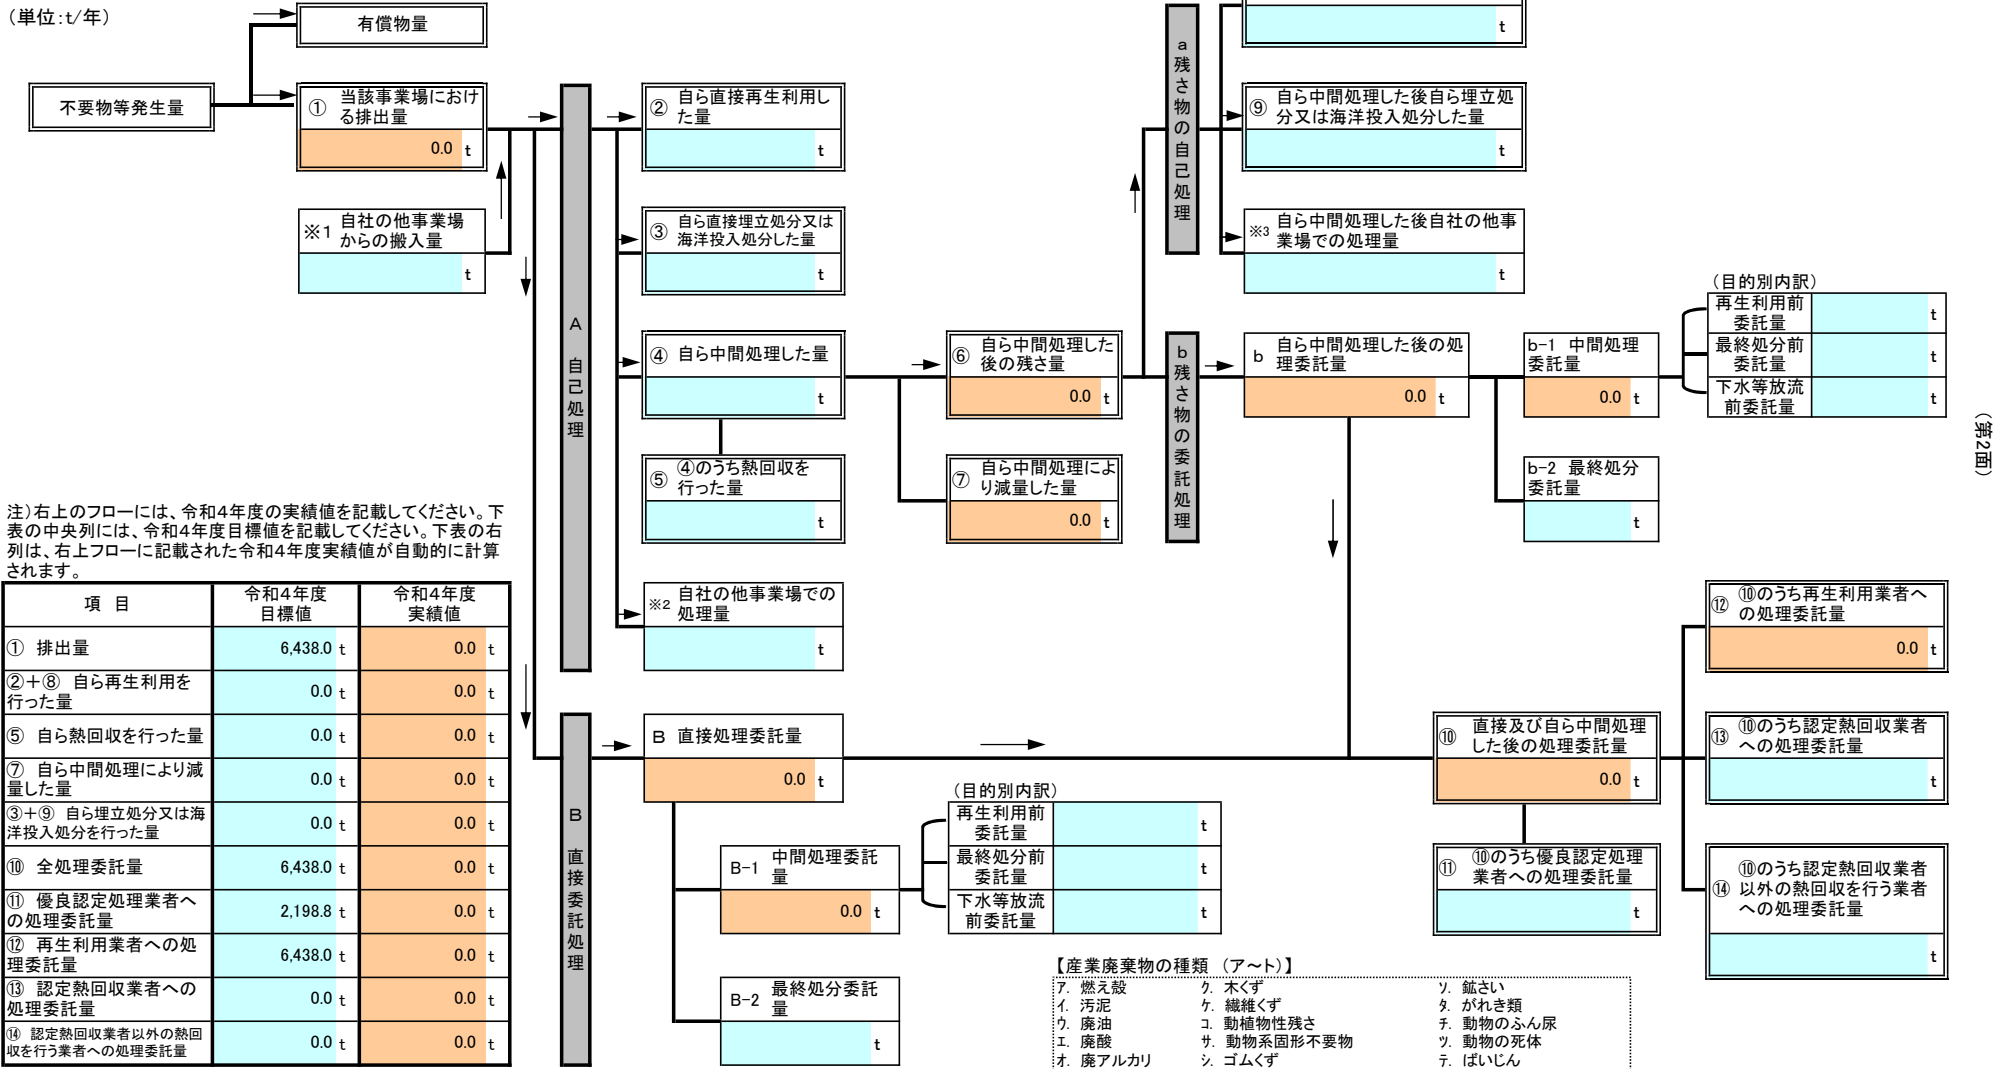 (単位:t/年)
有償物量
不要物等発生量
① 当該事業場におけ
る排出量
0.0 t
※1 自社の他事業場
からの搬入量
t
A 自己処理
② 自ら直接再生利用し
た量
t
③ 自ら直接埋立処分又は
海洋投入処分した量
t
④ 自ら中間処理した量
t
⑤ ④のうち熱回収を
行った量
t
※2 自社の他事業場での
処理量
t
⑥ 自ら中間処理した
後の残さ量
0.0 t
⑦ 自ら中間処理によ
り減量した量
0.0 t
a 残さ物の自己処理
t
⑨ 自ら中間処理した後自ら埋立処
分又は海洋投入処分した量
t
※3 自ら中間処理した後自社の他事
業場での処理量
t
b 残さ物の委託処理
b 自ら中間処理した後の処
理委託量
0.0 t
b-1 中間処理
委託量
0.0 t
b-2 最終処分
委託量
t
(目的別内訳)
再生利用前
委託量
t
最終処分前
委託量
t
下水等放流
前委託量
t
(第2面)
注)右上のフローには、令和4年度の実績値を記載してください。下
表の中央列には、令和4年度目標値を記載してください。下表の右
列は、右上フローに記載された令和4年度実績値が自動的に計算
されます。
項 目 令和4年度 目標値 令和4年度 実績値
① 排出量 6,438.0 t 0.0 t
②+⑧ 自ら再生利用を
行った量 0.0 t 0.0 t
⑤ 自ら熱回収を行った量 0.0 t 0.0 t
⑦ 自ら中間処理により減
量した量 0.0 t 0.0 t
③+⑨ 自ら埋立処分又は海
洋投入処分を行った量 0.0 t 0.0 t
⑩ 全処理委託量 6,438.0 t 0.0 t
⑪ 優良認定処理業者へ
の処理委託量 2,198.8 t 0.0 t
⑫ 再生利用業者への処
理委託量 6,438.0 t 0.0 t
⑬ 認定熱回収業者への
処理委託量 0.0 t 0.0 t
⑭ 認定熱回収業者以外の熱回
収を行う業者への処理委託量 0.0 t 0.0 t
B 直接委託処理
B 直接処理委託量
0.0 t
B-1 中間処理委託
量
0.0 t
B-2 最終処分委託
量
t
(目的別内訳)
再生利用前
委託量
t
最終処分前
委託量
t
下水等放流
前委託量
t
⑩ 直接及び自ら中間処理
した後の処理委託量
0.0 t
⑪ ⑩のうち優良認定処理
業者への処理委託量
t
⑫ ⑩のうち再生利用業者へ
の処理委託量
0.0 t
⑬ ⑩のうち認定熱回収業者
への処理委託量
t
⑭ ⑩のうち認定熱回収業者
以外の熱回収を行う業者
への処理委託量
t
【産業廃棄物の種類 (ア~ト)】
ア. 燃え殻 ク. 木くず ソ. 鉱さい
イ. 汚泥 ケ. 繊維くず タ. がれき類
ウ. 廃油 コ. 動植物性残さ チ. 動物のふん尿
エ. 廃酸 サ. 動物系固形不要物 ツ. 動物の死体
オ. 廃アルカリ シ. ゴムくず テ. ばいじん